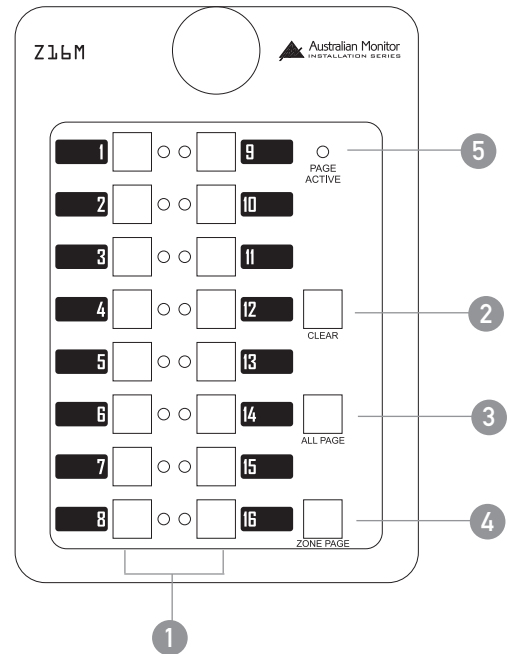 Z16M
Australian Monitor
INSTALLATION SERIES
1 9
PAGE
ACTIVE
5
2 10
3 11
4 12
CLEAR
2
5 13
6 14
ALL PAGE
3
7 15
8 16
ZONE PAGE
4
1